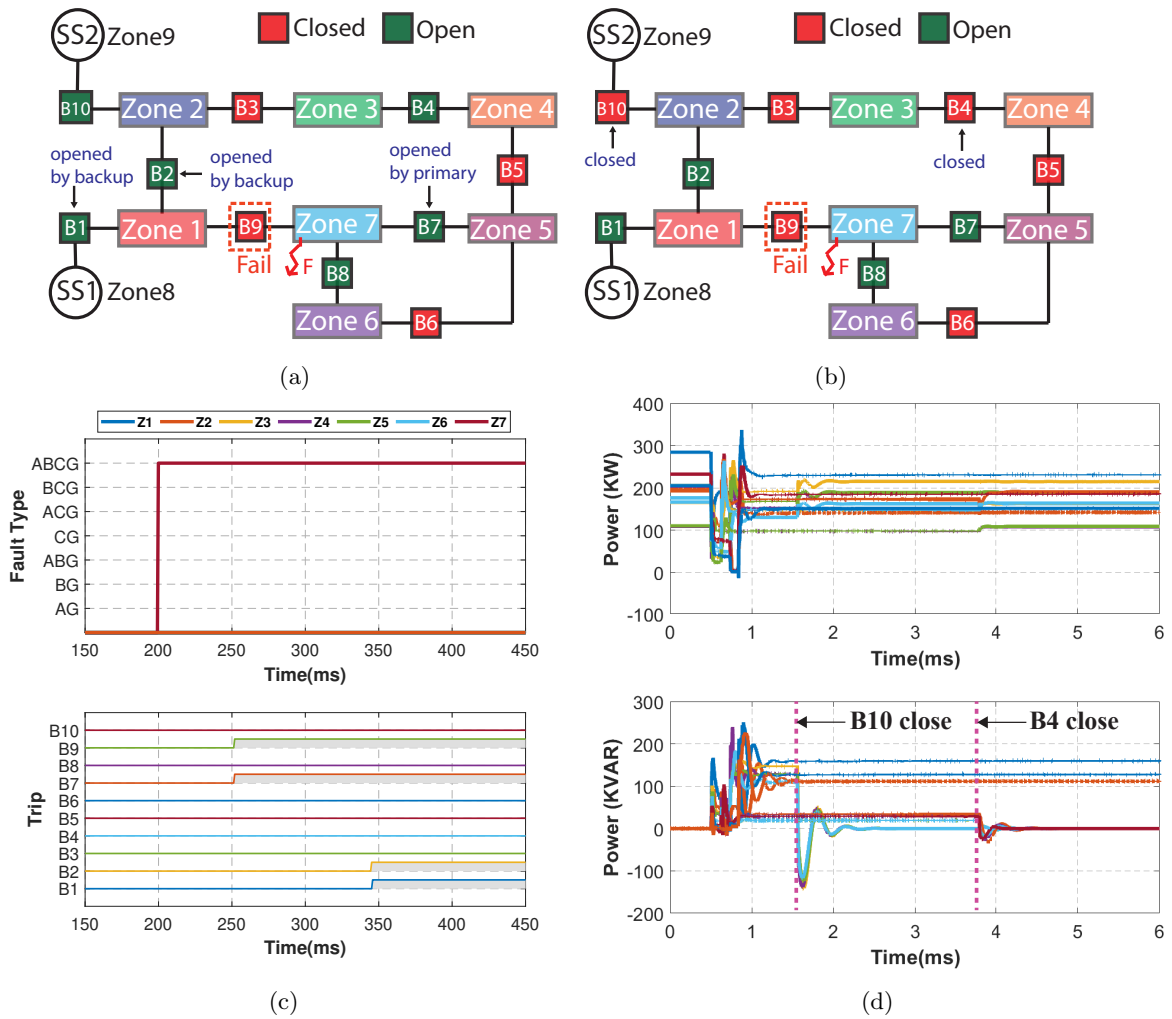 SS2 Zone9 Closed Open
B10 Zone 2 B3 Zone 3 B4 Zone 4
opened by backup
B2
opened by backup
opened by primary
B5
B1 Zone 1 B9 Zone 7 B7 Zone 5
Fail F B8
SS1 Zone8
Zone 6 B6
(a)
SS2 Zone9 Closed Open
B10 Zone 2 B3 Zone 3 B4 Zone 4
closed
closed
B2 B5
B1 Zone 1 B9 Zone 7 B7 Zone 5
Fail F B8
SS1 Zone8
Zone 6 B6
(b)
Z1 Z2 Z3 Z4 Z5 Z6 Z7
Fault Type
ABCG
BCG
ACG
CG
ABG
BG
AG
150 200 250 300 350 400 450
Time(ms)
Trip
B10
B9
B8
B7
B6
B5
B4
B3
B2
B1
150 200 250 300 350 400 450
Time(ms)
(c)
Power (KW)
400
300
200
100
0
-100
0 1 2 3 4 5 6
Time(ms)
Power (KVAR)
300
200
100
0
-100
-200
B10 close
B4 close
0 1 2 3 4 5 6
Time(ms)
(d)